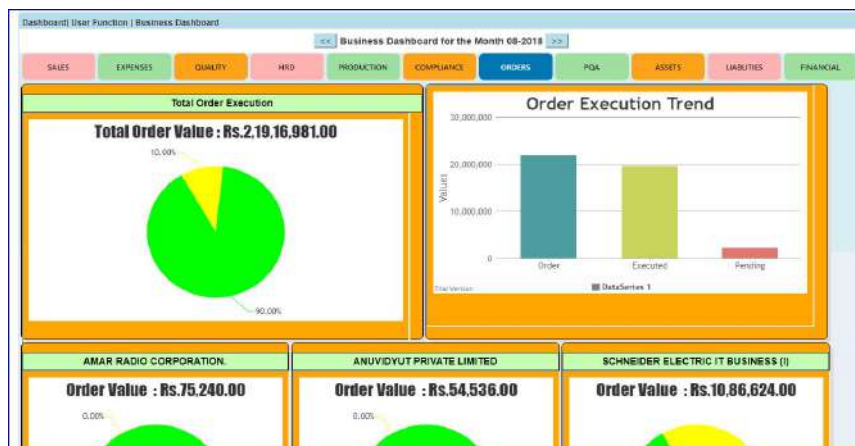 Dashboard| User Function | Business Dashboard
<< Business Dashboard for the Month 08-2018 >>
SALES EXPENSES QUALITY HRD PRODUCTION COMPLIANCE ORDERS PQA ASSETS LIABLITIES FINANCIAL
Total Order Execution
Total Order Value : Rs.2,19,16,981.00
10.00%
90.00%
Order Execution Trend
30,000,000
20,000,000
Values
10,000,000
0
Order Executed Pending
Trial Version
DataSeries 1
AMAR RADIO CORPORATION. ANUVIDYUT PRIVATE LIMITED SCHNEIDER ELECTRIC IT BUSINESS (I)
Order Value : Rs.75,240.00 Order Value : Rs.54,536.00 Order Value : Rs.10,86,624.00
0.00% 0.00%